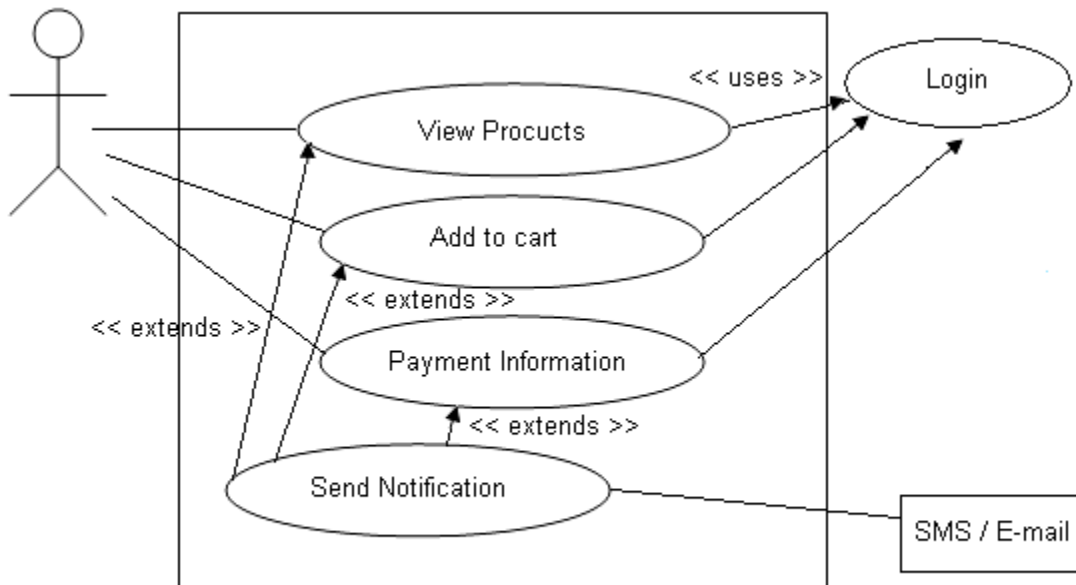 << uses >>
Login
View Procucts
Add to cart
<< extends >>
<< extends >>
Payment Information
<< extends >>
Send Notification
SMS / E-mail